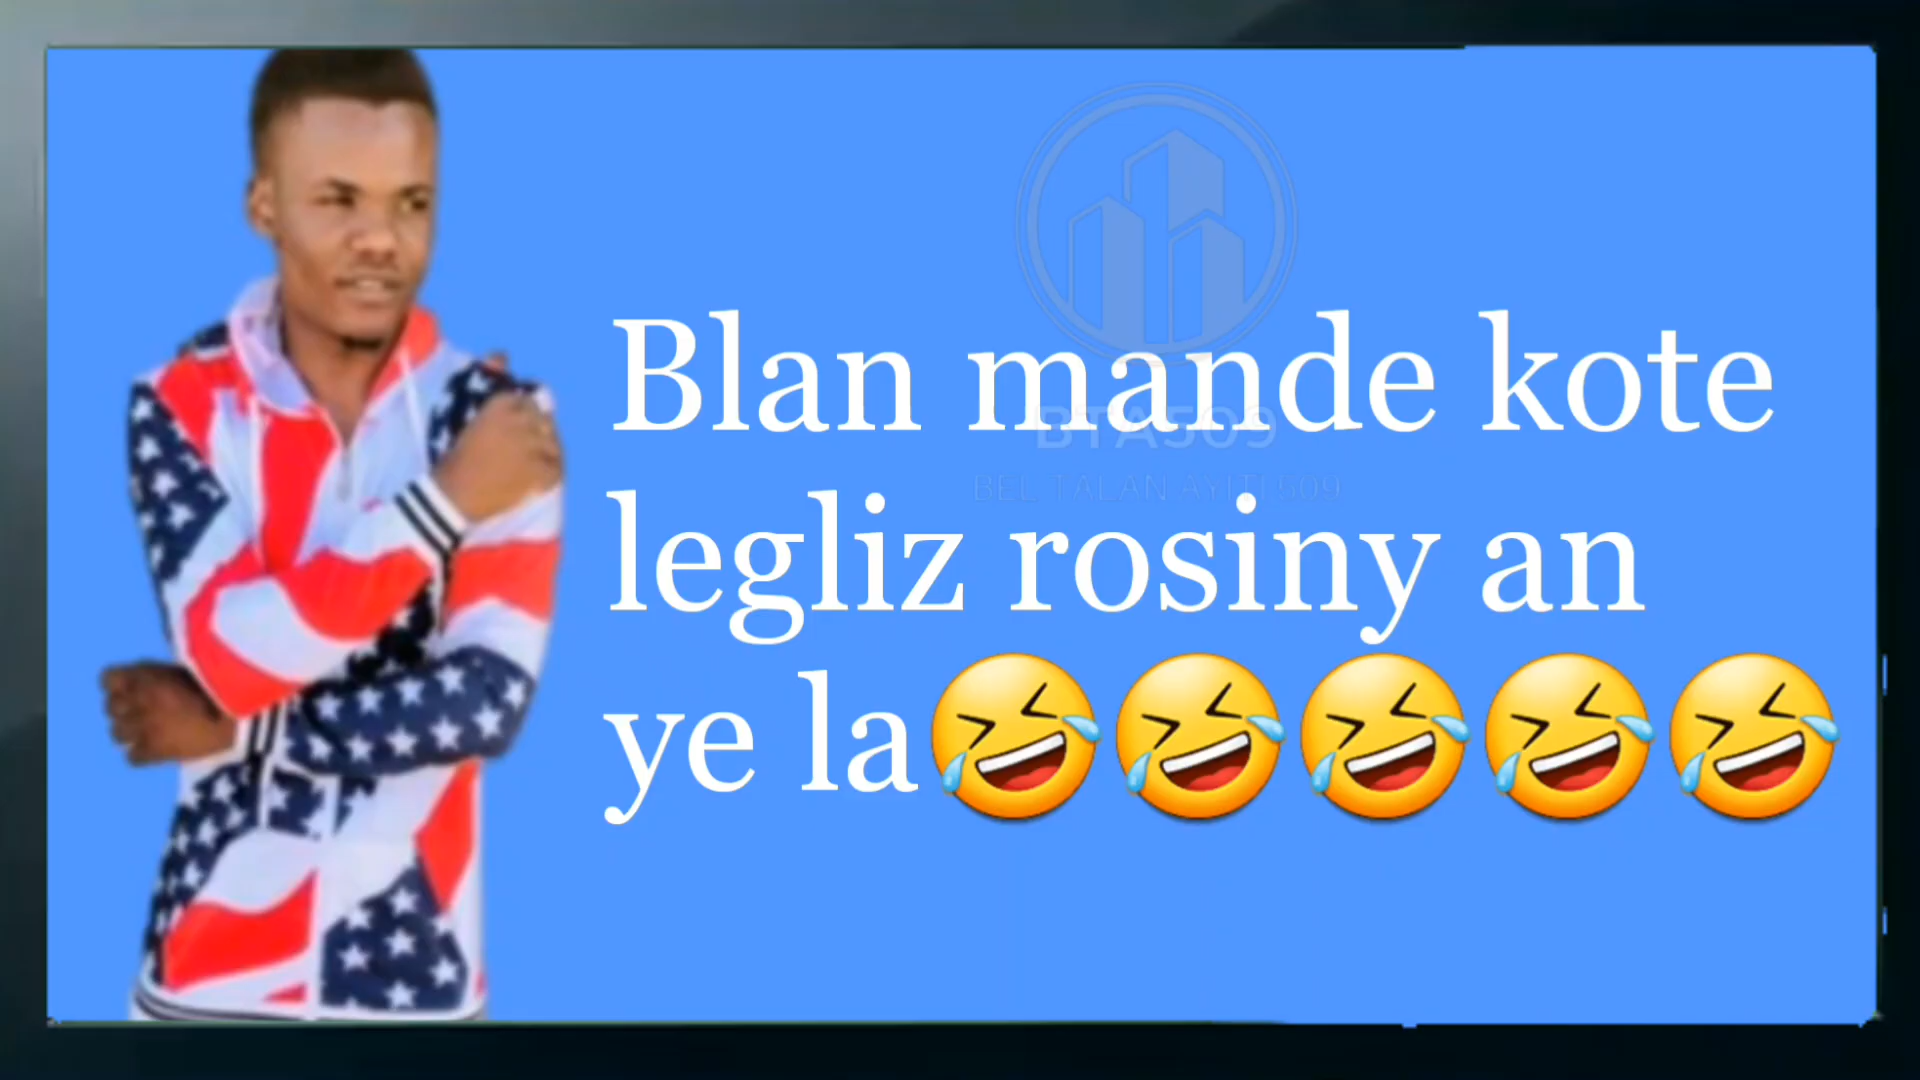 BTA509
BEL TALAN AYITI 509
Blan mande kote
legliz rosiny an
ye la🤣🤣🤣🤣🤣